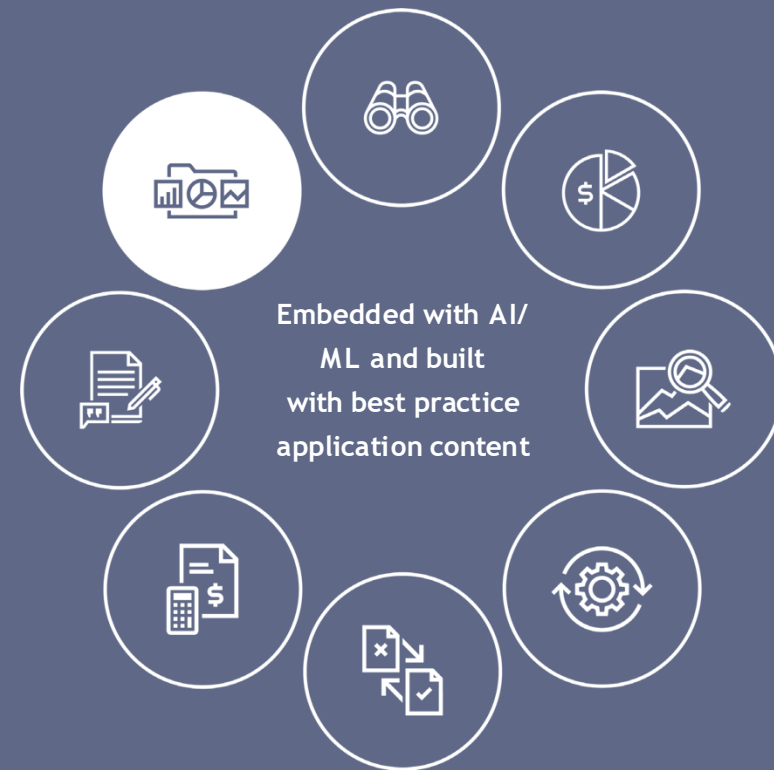 Embedded with AI/
ML and built
with best practice
application content
$
$